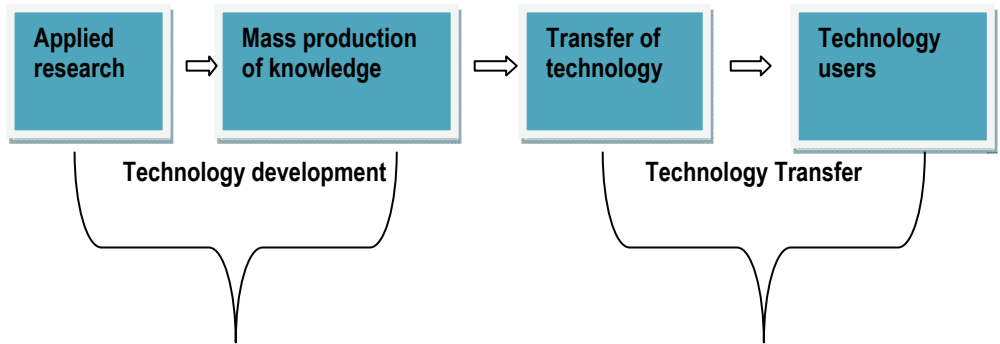 Applied
research
Mass production
of knowledge
Transfer of
technology
Technology
users
Technology development
Technology Transfer